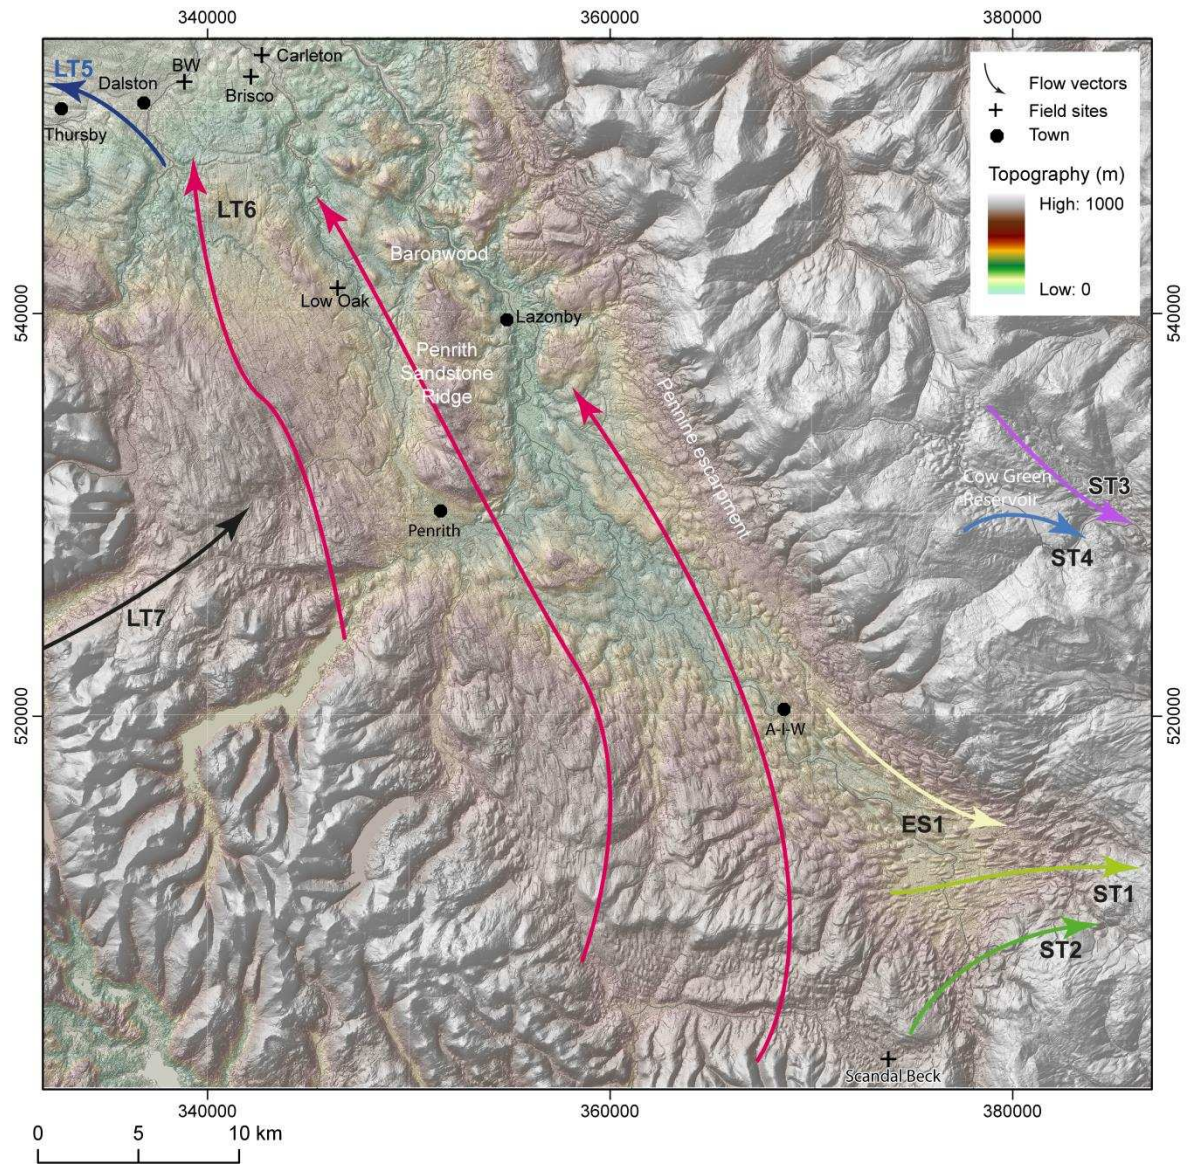 340000
360000
380000
LT5
BW
Carleton
Dalston
Brisco
Thursby
Flow vectors
Field sites
Town
Topography (m)
High: 1000
Low: 0
LT6
Baronwood
Low Oak
540000
540000
Lazonby
Penrith
Sandstone
Ridge
Pennine escarpment
Cow Green
Reservoir
ST3
ST4
Penrith
LT7
520000
520000
A-I-W
ES1
ST1
ST2
Scandal Beck
340000
360000
380000
0
5
10 km